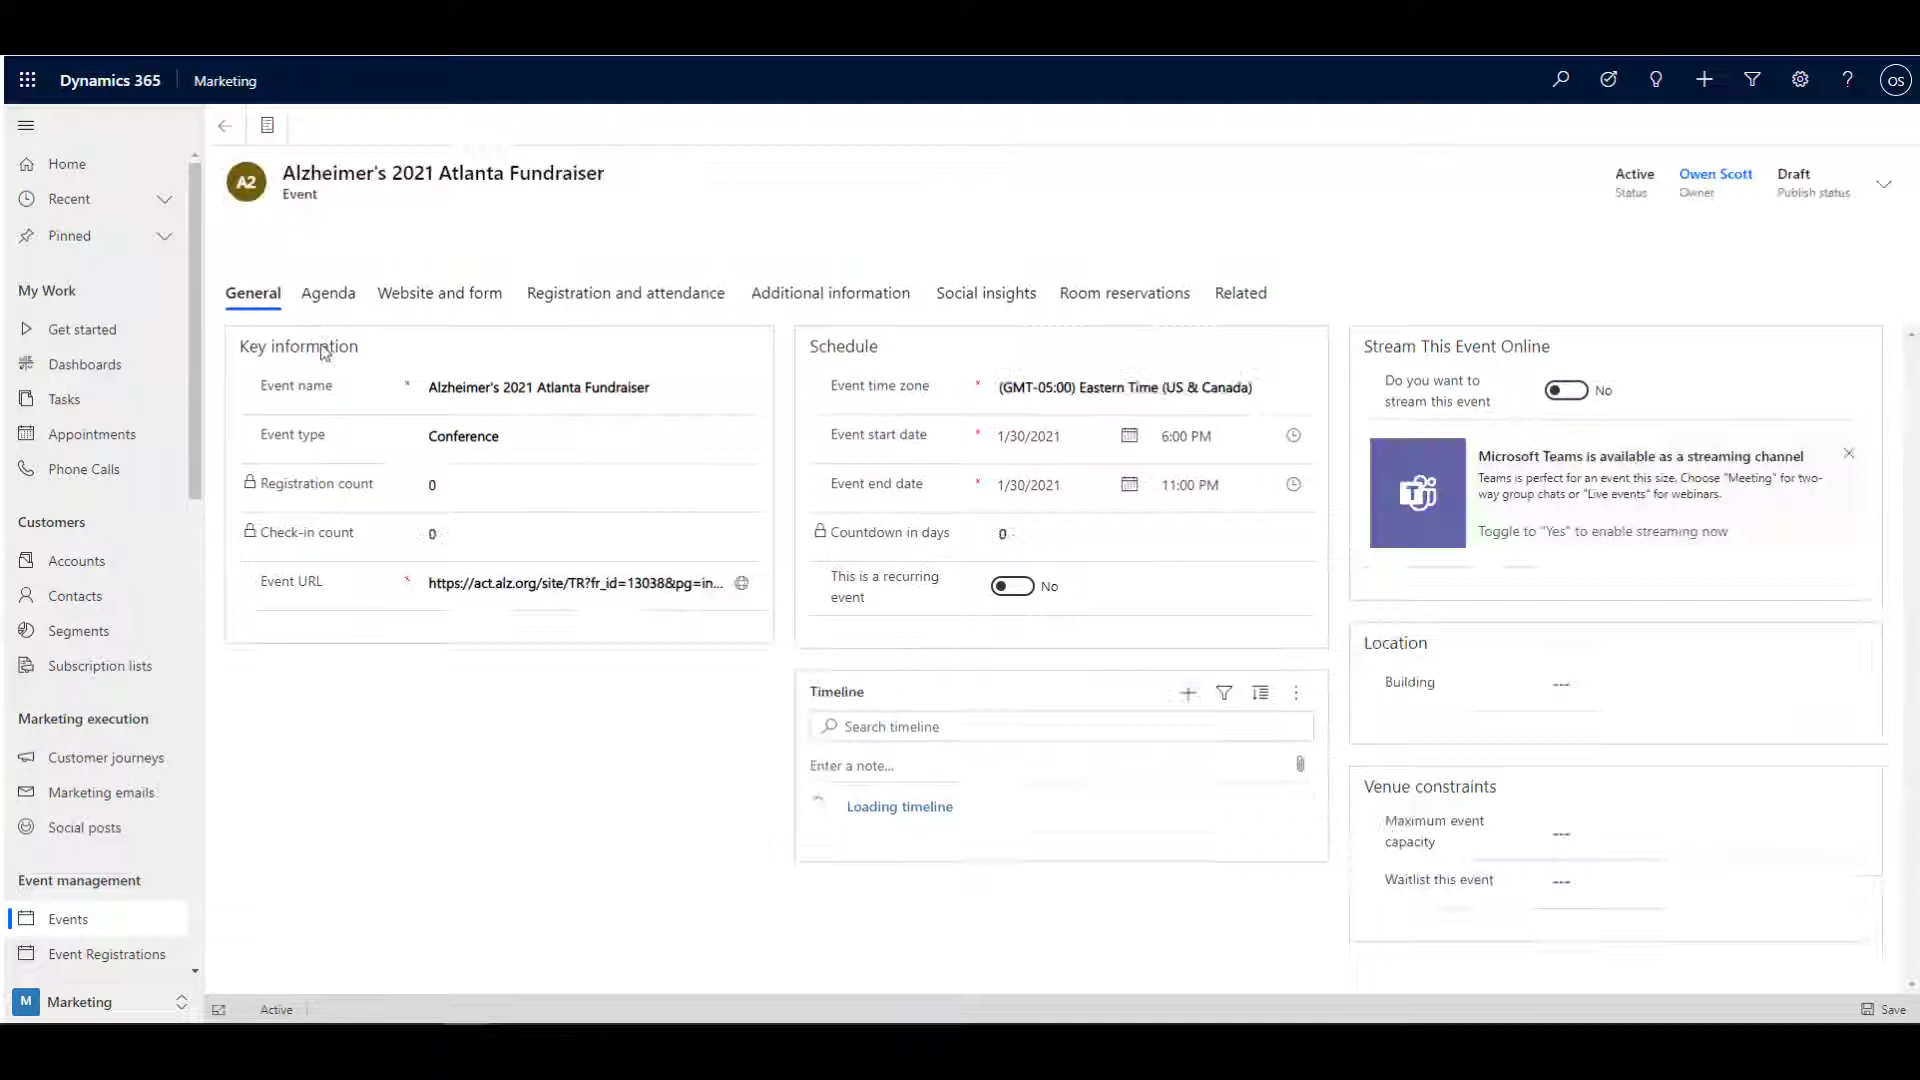 Dynamics 365
Marketing
OS
Home
Recent
Pinned
My Work
Get started
Dashboards
Tasks
Appointments
Phone Calls
Customers
Accounts
Contacts
Segments
Subscription lists
Marketing execution
Customer journeys
Marketing emails
Social posts
Event management
Events
Event Registrations
M Marketing
A2
Alzheimer's 2021 Atlanta Fundraiser
Event
Active
Status
Owen Scott
Owner
Draft
Publish status
General
Agenda
Website and form
Registration and attendance
Additional information
Social insights
Room reservations
Related
Key information
Event name * Alzheimer's 2021 Atlanta Fundraiser
Event type Conference
Registration count 0
Check-in count 0
Event URL * https://act.alz.org/site/TR?fr_id=13038&pg=in...
Schedule
Event time zone * (GMT-05:00) Eastern Time (US & Canada)
Event start date * 1/30/2021 6:00 PM
Event end date * 1/30/2021 11:00 PM
Countdown in days 0
This is a recurring
event
No
Timeline
Search timeline
Enter a note...
Loading timeline
Stream This Event Online
Do you want to
stream this event
No
Microsoft Teams is available as a streaming channel
Teams is perfect for an event this size. Choose "Meeting" for two-
way group chats or "Live events" for webinars.
Toggle to "Yes" to enable streaming now
Location
Building ---
Venue constraints
Maximum event
capacity
---
Waitlist this event ---
Active
Save